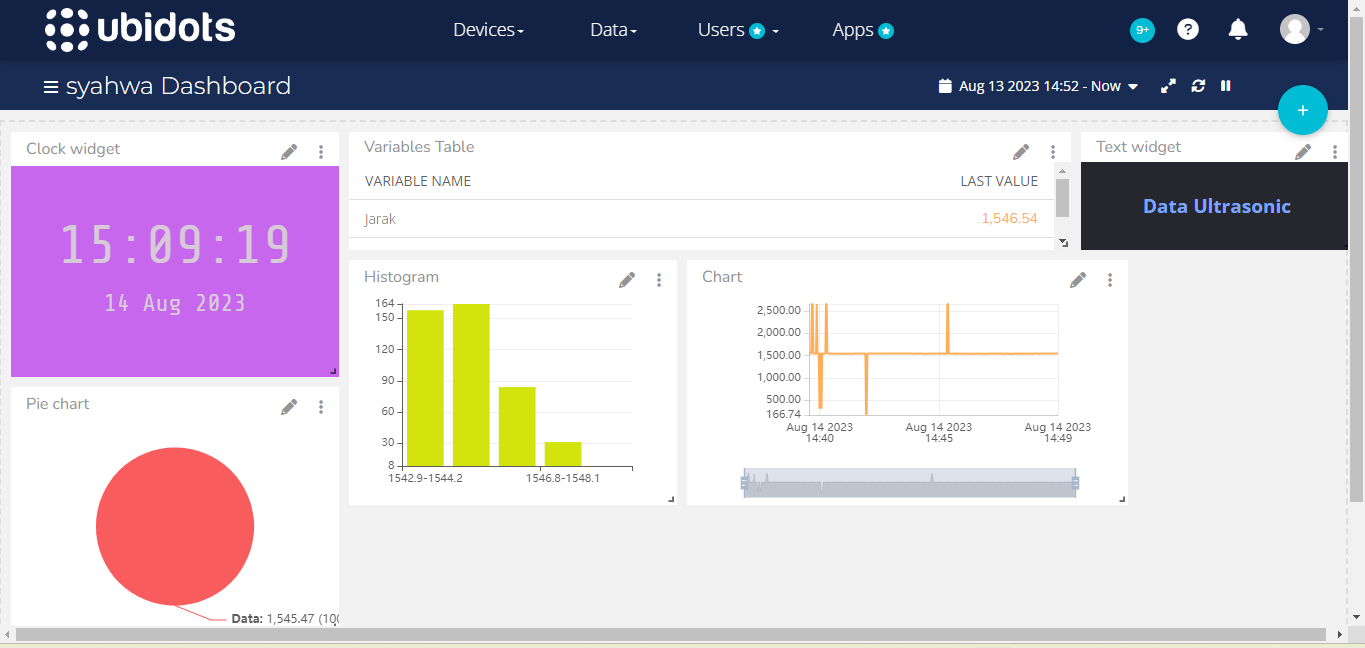 ubidots
Devices
Data
Users
Apps
9+
?
syahwa Dashboard
Aug 13 2023 14:52 - Now
+
Clock widget
15:09:19
14 Aug 2023
Variables Table
VARIABLE NAME LAST VALUE
Jarak 1,546.54
Text widget
Data Ultrasonic
Histogram
164
150
120
90
60
30
8
1542.9-1544.2 1546.8-1548.1
Chart
2,500.00
2,000.00
1,500.00
1,000.00
500.00
166.74
Aug 14 2023 Aug 14 2023 Aug 14 2023
14:40 14:45 14:49
Pie chart
Data: 1,545.47 (100